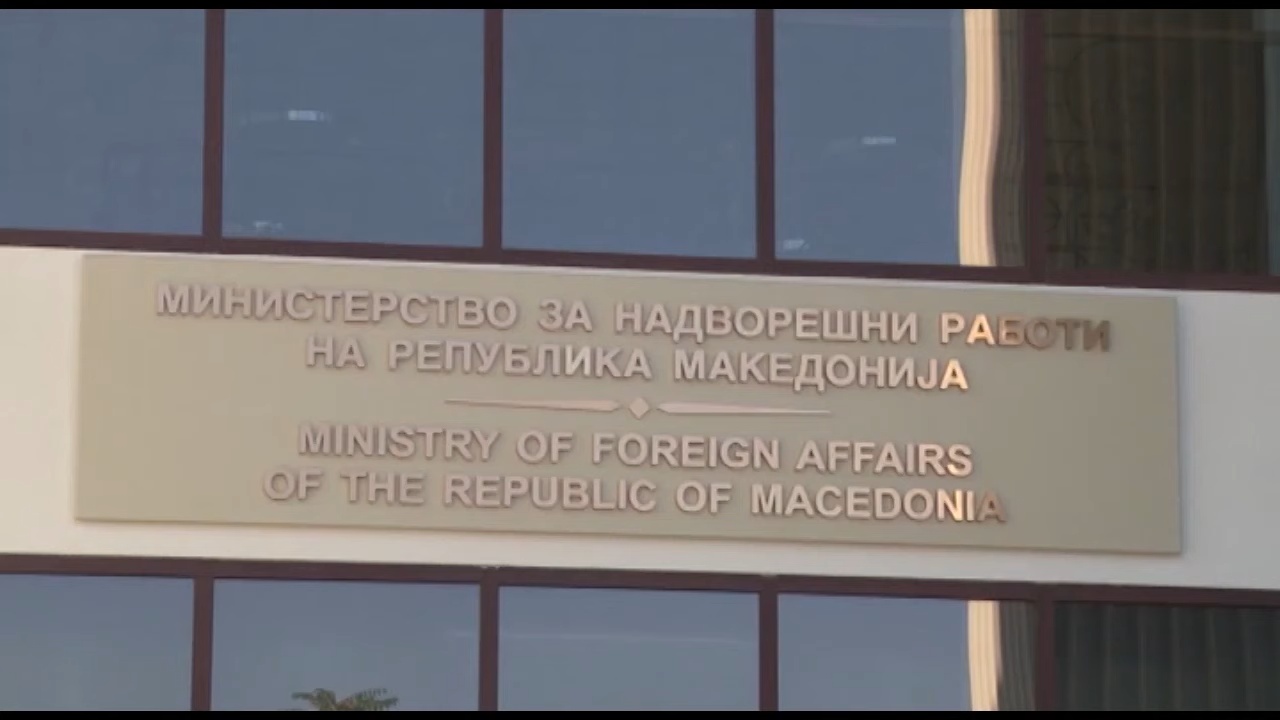 МИНИСТЕРСТВО ЗА НАДВОРЕШНИ РАБОТИ
НА РЕПУБЛИКА МАКЕДОНИЈА
MINISTRY OF FOREIGN AFFAIRS
OF THE REPUBLIC OF MACEDONIA